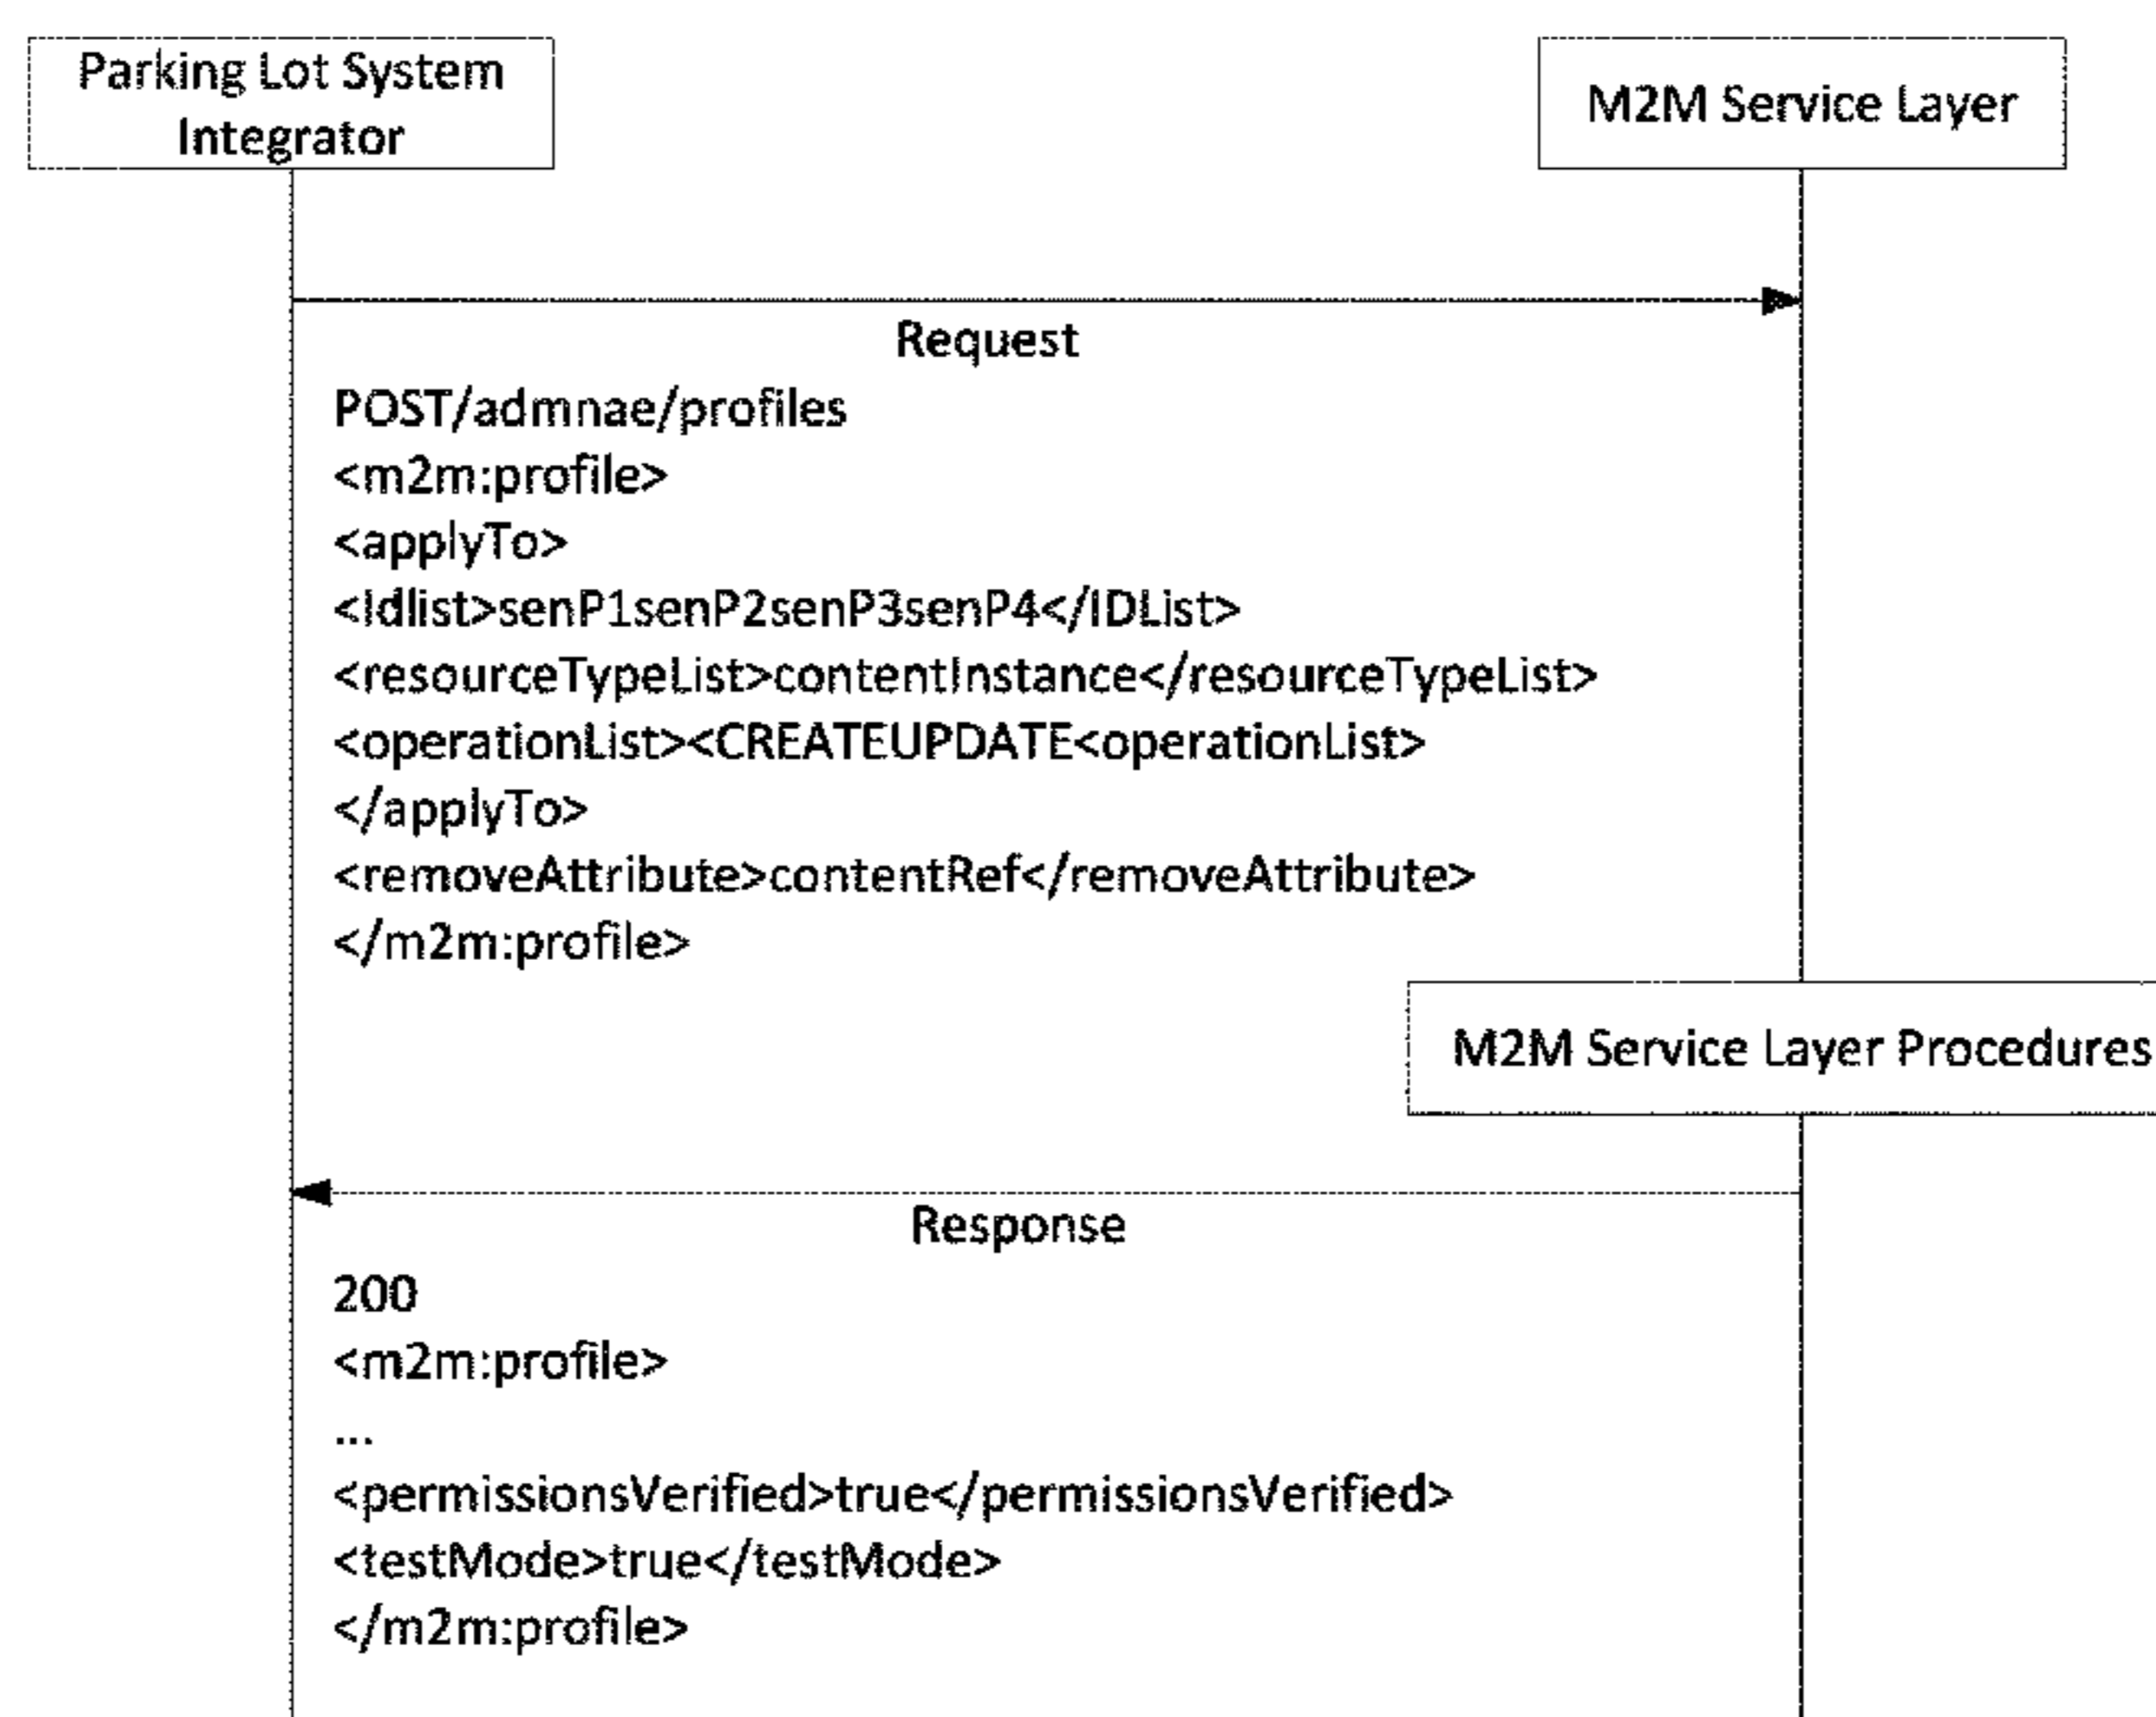 Parking Lot System
Integrator
M2M Service Layer
Request
POST/admnae/profiles
<m2m:profile>
<applyTo>
<Idlist>senP1senP2senP3senP4</IDList>
<resourceTypeList>contentInstance</resourceTypeList>
<operationList><CREATEUPDATE<operationList>
</applyTo>
<removeAttribute>contentRef</removeAttribute>
</m2m:profile>
M2M Service Layer Procedures
Response
200
<m2m:profile>
...
<permissionsVerified>true</permissionsVerified>
<testMode>true</testMode>
</m2m:profile>